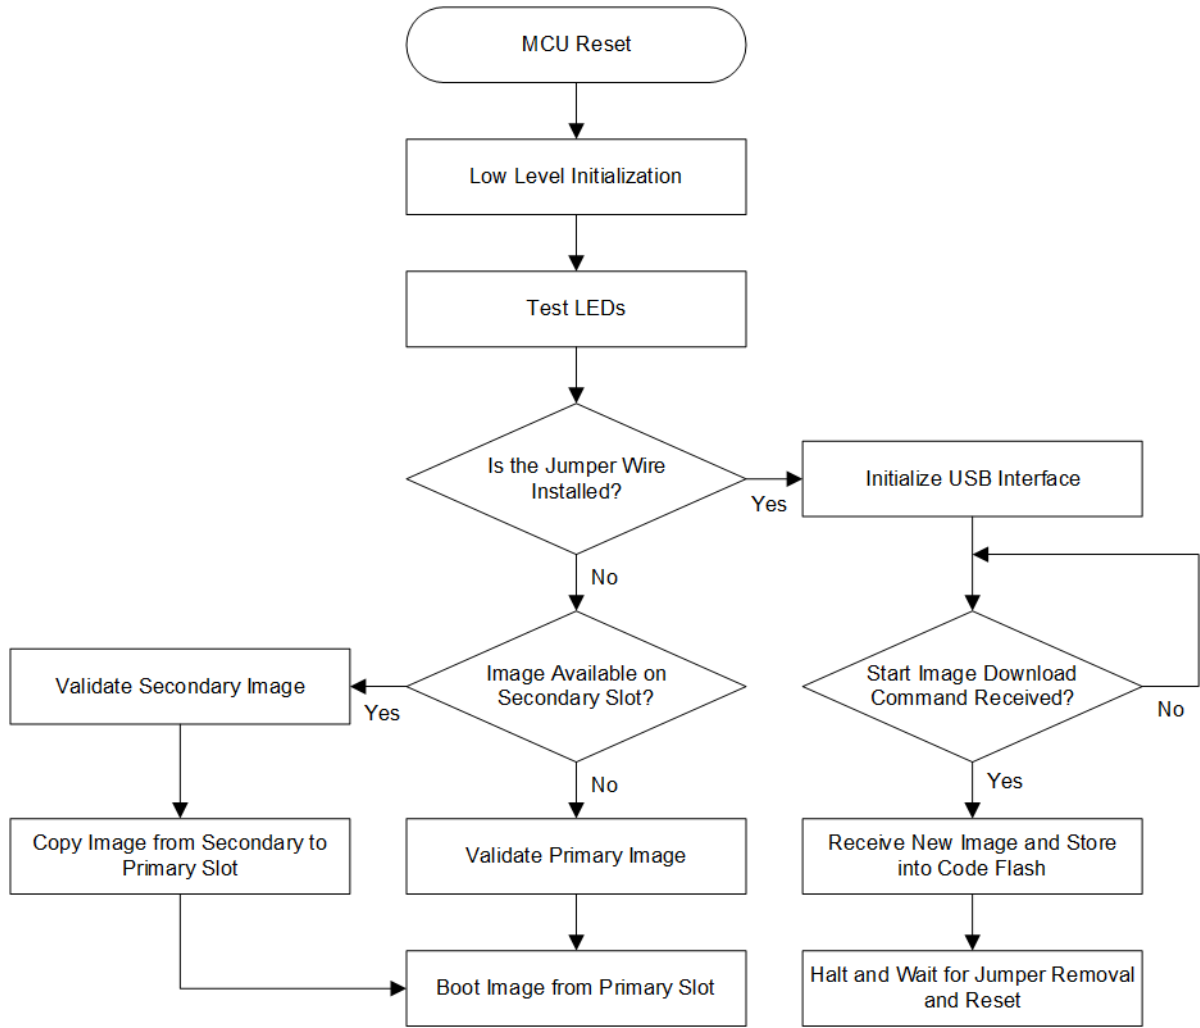 MCU Reset
Low Level Initialization
Test LEDs
Is the Jumper Wire
Installed?
Yes
Initialize USB Interface
No
Image Available on
Secondary Slot?
Yes
Validate Secondary Image
Start Image Download
Command Received?
No
No
Yes
Copy Image from Secondary to
Primary Slot
Validate Primary Image
Receive New Image and Store
into Code Flash
Boot Image from Primary Slot
Halt and Wait for Jumper Removal
and Reset